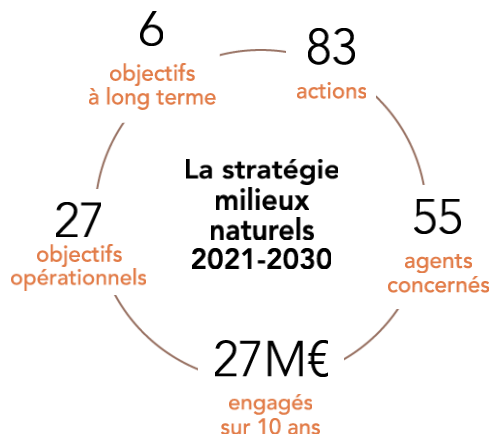 6
objectifs
à long terme
83
actions
La stratégie
milieux
naturels
2021-2030
27
objectifs
opérationnels
55
agents
concernés
27M€
engagés
sur 10 ans